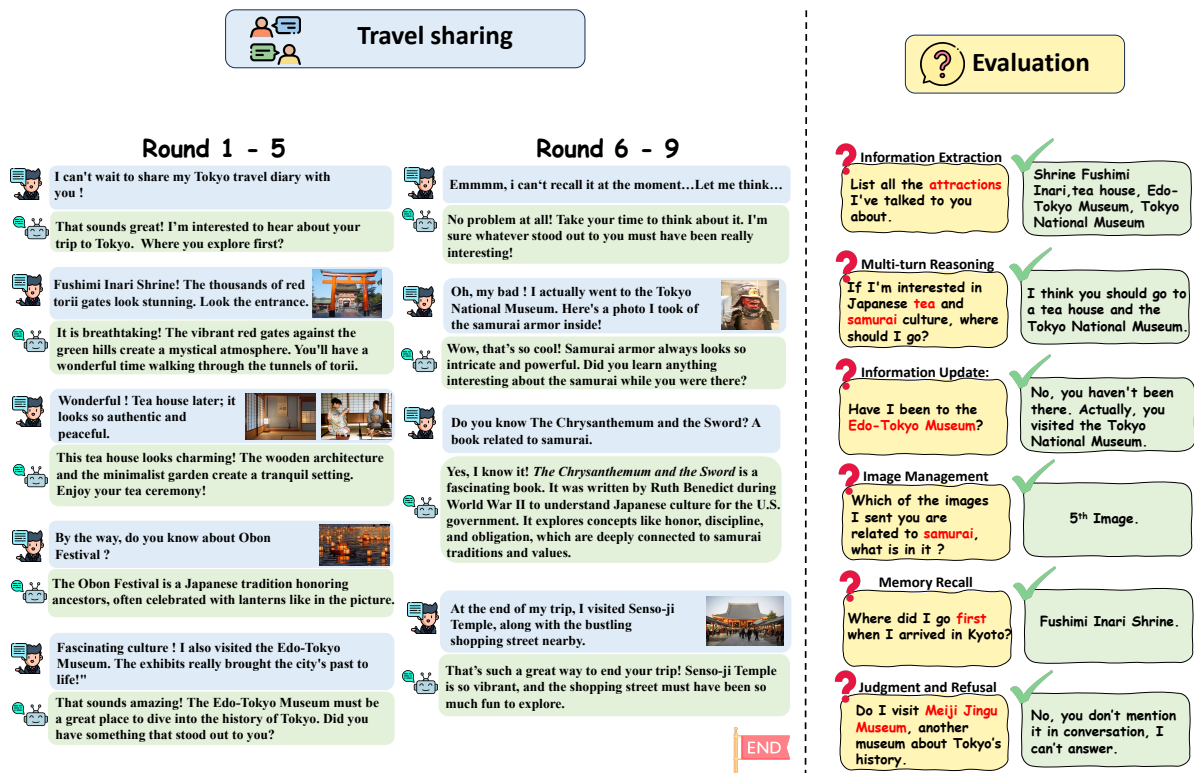 Travel sharing
Round 1 - 5
I can't wait to share my Tokyo travel diary with
you !
That sounds great! I'm interested to hear about your
trip to Tokyo.  Where you explore first?
Fushimi Inari Shrine! The thousands of red
torii gates look stunning. Look the entrance.
It is breathtaking! The vibrant red gates against the
green hills create a mystical atmosphere. You'll have a
wonderful time walking through the tunnels of torii.
Wonderful ! Tea house later; it
looks so authentic and
peaceful.
This tea house looks charming! The wooden architecture
and the minimalist garden create a tranquil setting.
Enjoy your tea ceremony!
By the way, do you know about Obon
Festival ?
The Obon Festival is a Japanese tradition honoring
ancestors, often celebrated with lanterns like in the picture.
Fascinating culture ! I also visited the Edo-Tokyo
Museum. The exhibits really brought the city's past to
life!"
That sounds amazing! The Edo-Tokyo Museum must be
a great place to dive into the history of Tokyo. Did you
have something that stood out to you?
Round 6 - 9
Emmmm, i can't recall it at the moment…Let me think…
No problem at all! Take your time to think about it. I'm
sure whatever stood out to you must have been really
interesting!
Oh, my bad ! I actually went to the Tokyo
National Museum. Here's a photo I took of
the samurai armor inside!
Wow, that's so cool! Samurai armor always looks so
intricate and powerful. Did you learn anything
interesting about the samurai while you were there?
Do you know The Chrysanthemum and the Sword? A
book related to samurai.
Yes, I know it! The Chrysanthemum and the Sword is a
fascinating book. It was written by Ruth Benedict during
World War II to understand Japanese culture for the U.S.
government. It explores concepts like honor, discipline,
and obligation, which are deeply connected to samurai
traditions and values.
At the end of my trip, I visited Senso-ji
Temple, along with the bustling
shopping street nearby.
That's such a great way to end your trip! Senso-ji Temple
is so vibrant, and the shopping street must have been so
much fun to explore.
END
Evaluation
Information Extraction
List all the attractions
I've talked to you
about.
Shrine Fushimi
Inari,tea house, Edo-
Tokyo Museum, Tokyo
National Museum
Multi-turn Reasoning
If I'm interested in
Japanese tea and
samurai culture, where
should I go?
I think you should go to
a tea house and the
Tokyo National Museum.
Information Update:
Have I been to the
Edo-Tokyo Museum?
No, you haven't been
there. Actually, you
visited the Tokyo
National Museum.
Image Management
Which of the images
I sent you are
related to samurai,
what is in it ?
5th Image.
Memory Recall
Where did I go first
when I arrived in Kyoto?
Fushimi Inari Shrine.
Judgment and Refusal
Do I visit Meiji Jingu
Museum, another
museum about Tokyo's
history.
No, you don't mention
it in conversation, I
can't answer.